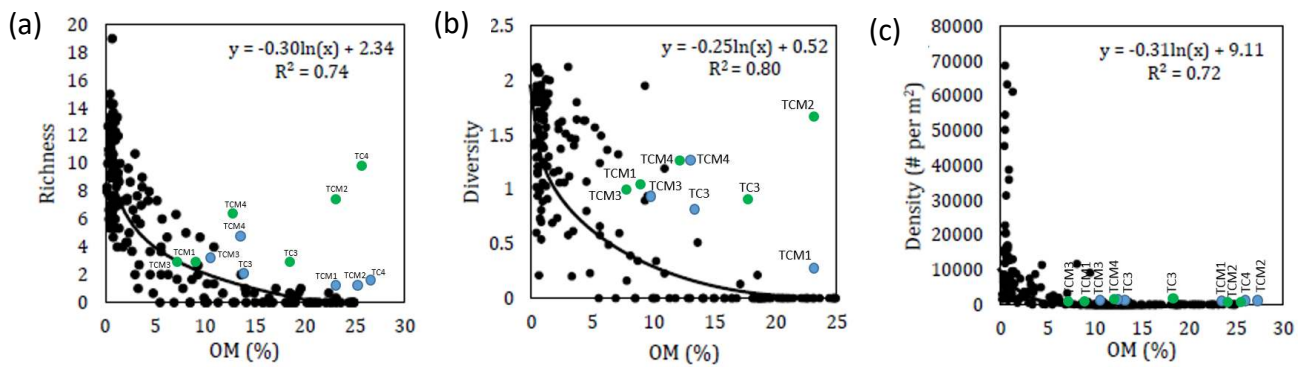 (a)
Richness
20
18
16
14
12
10
8
6
4
2
0
y = -0.30ln(x) + 2.34
R² = 0.74
TC4
TCM2
TCM4
TCM4
TCM3
TCM1
TCM3
TC3
TC3
TCM1
TCM2
TC4
0 5 10 15 20 25 30
OM (%)
(b)
Diversity
2.5
2
1.5
1
0.5
0
y = -0.25ln(x) + 0.52
R² = 0.80
TCM2
TCM4
TCM4
TCM1
TCM3
TCM3
TC3
TC3
TCM1
0 5 10 15 20 25
OM (%)
(c)
Density (# per m²)
80000
70000
60000
50000
40000
30000
20000
10000
0
y = -0.31ln(x) + 9.11
R² = 0.72
TCM3
TCM1
TCM3
TCM4
TC3
TC3
TCM1
TCM2
TC4
TCM2
0 5 10 15 20 25 30
OM (%)